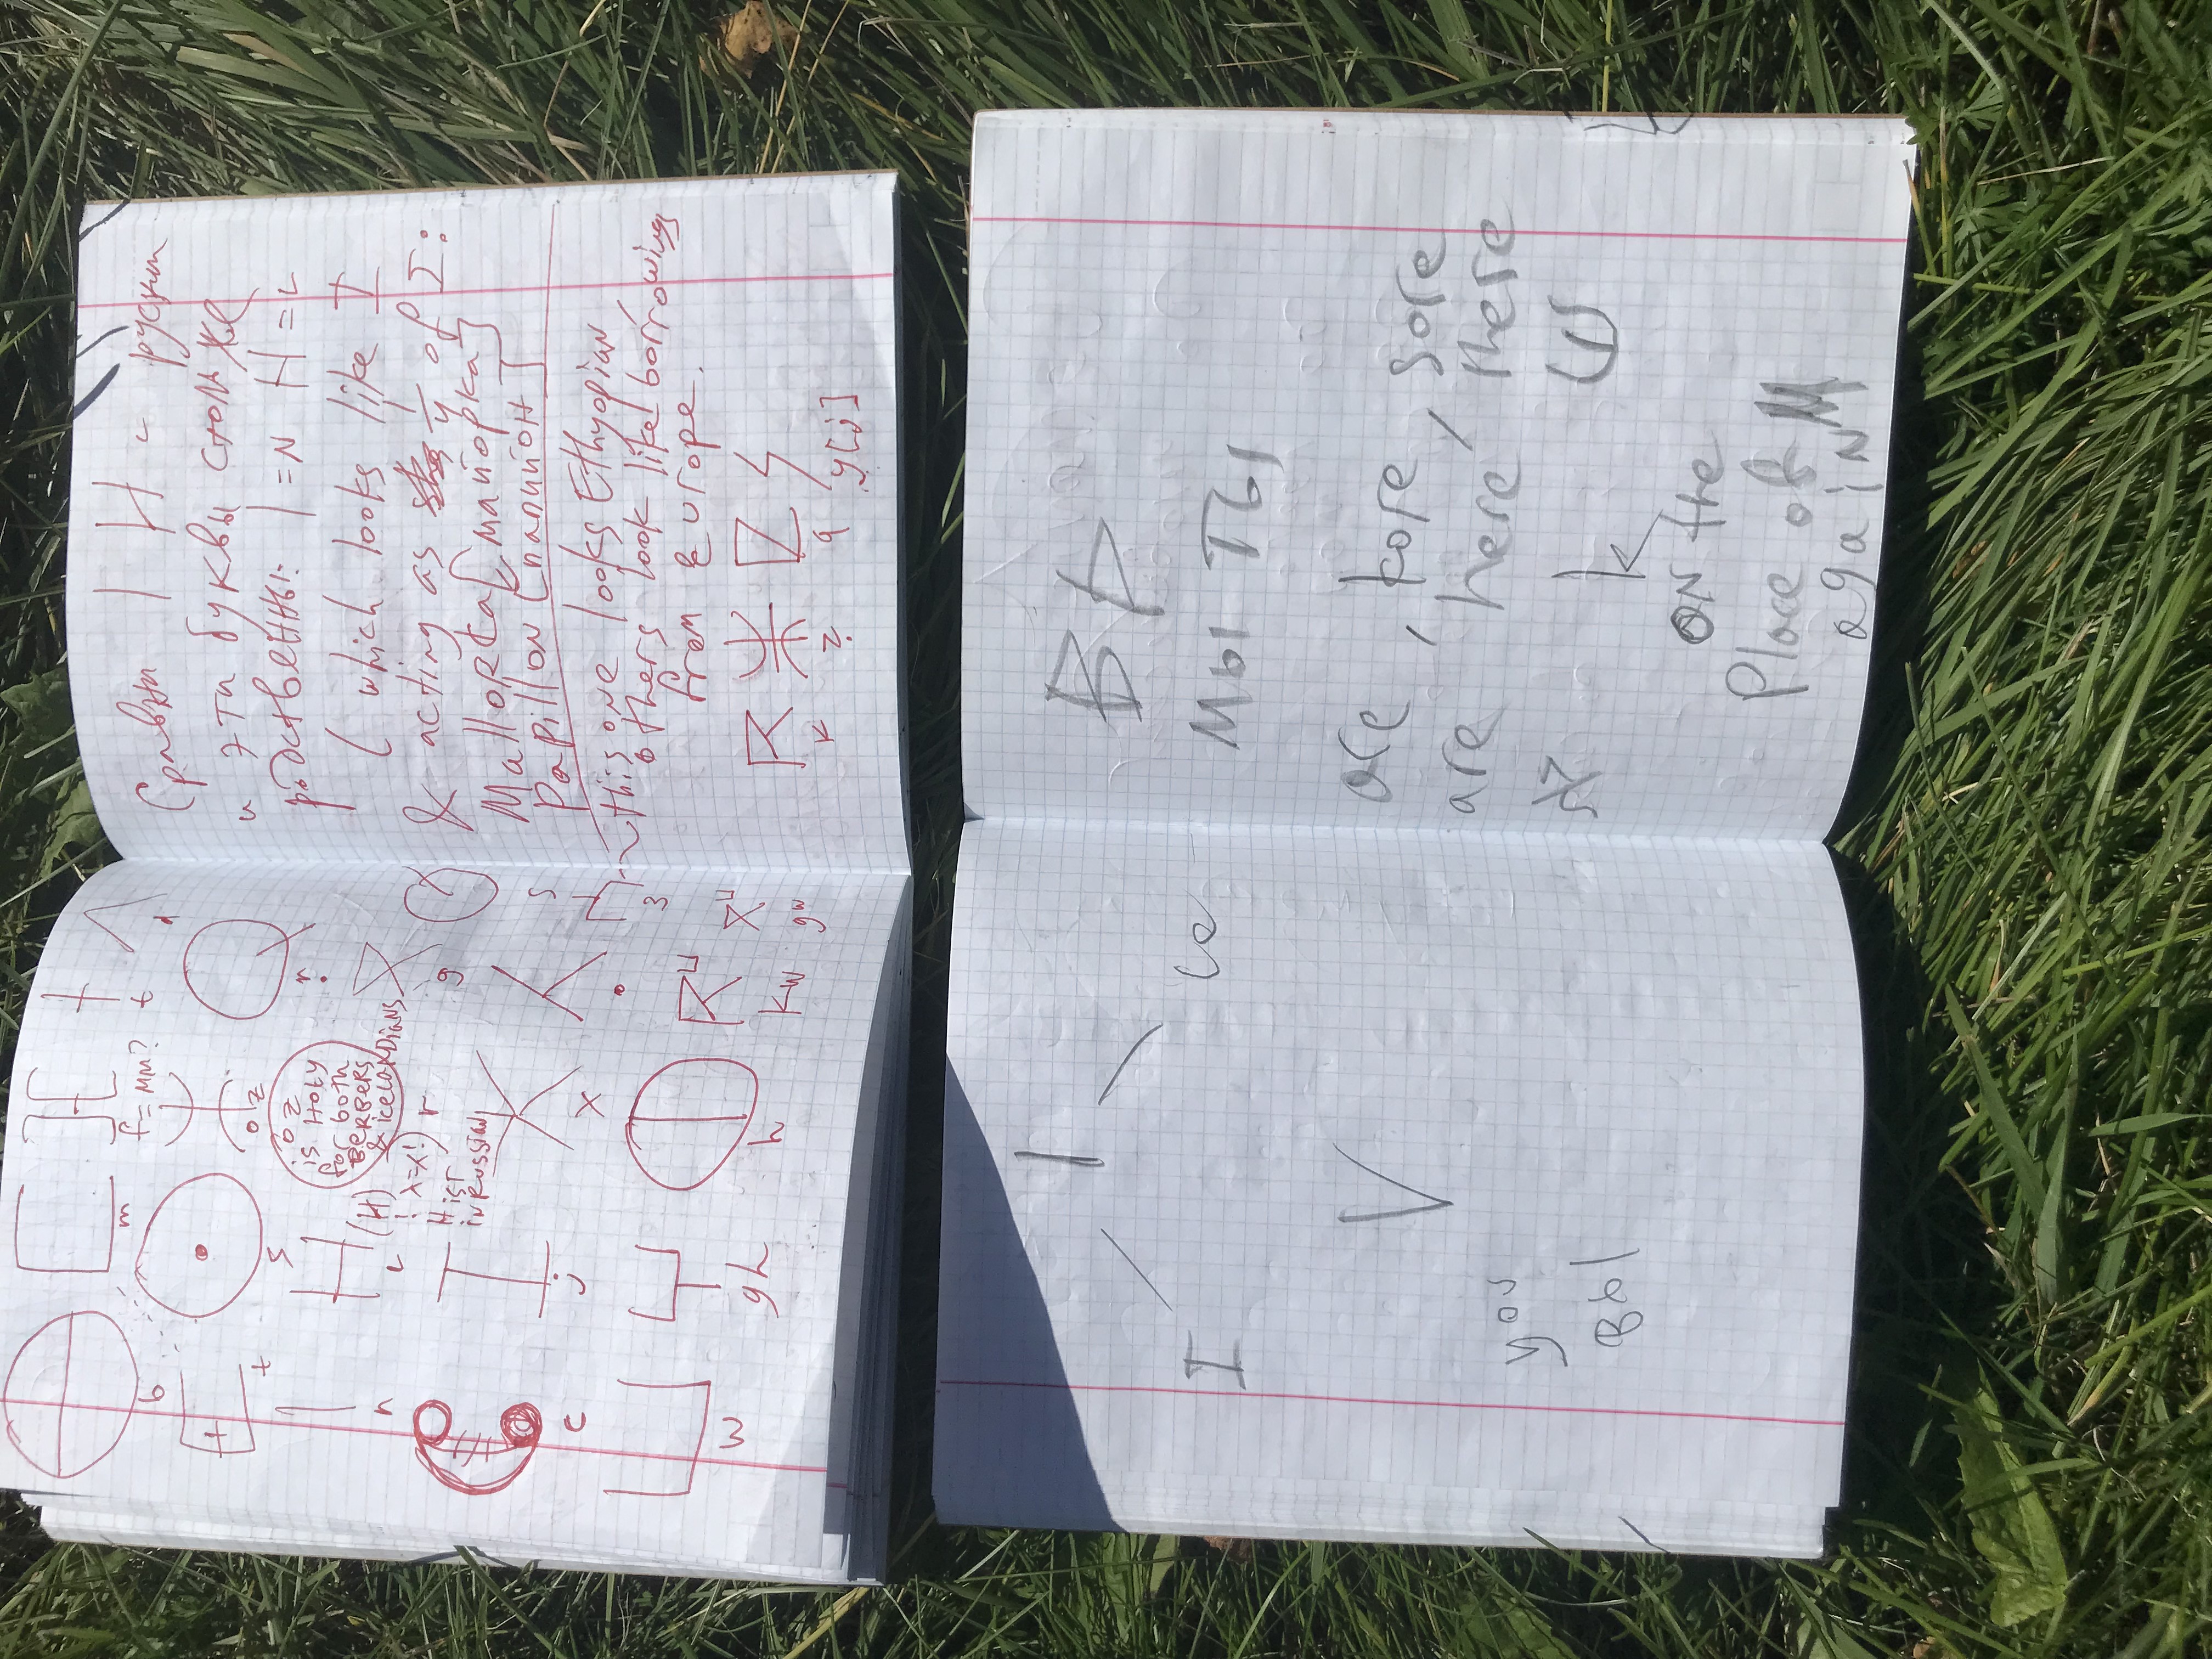 b m f=мм? t d
t s oz r
n L (H)
! λ=x!) r
H is Г
in Russian
oz
is Holy
for both
BERBERS
& icelanDiaNs
g
c j x s
w gh h 3
kw gw
Сравни I H с русским
и эти буквы столь же
родственны: I =N H =L
( which looks like I
& acting as 1/4 of I:
Mallorca [майорка]
Papillon [папийон]
this one looks Ethyopian,
others look like borrowings
from Europe.
k z q y[j]
I
I Ce
V
you
вы
B Ь
мы ты
are, kore, sore
are here there
k
ON the
Place of M
agaiN